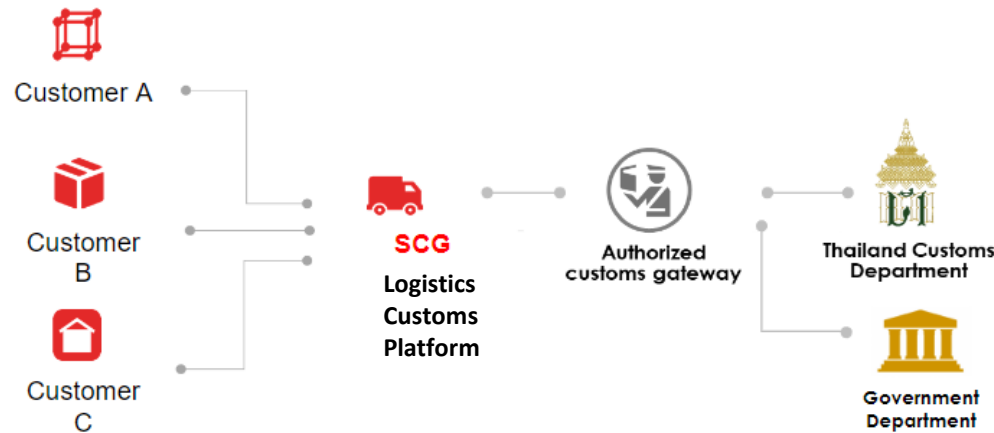 Customer A
Customer
B
Customer
C
SCG
Logistics
Customs
Platform
Authorized
customs gateway
Thailand Customs
Department
Government
Department